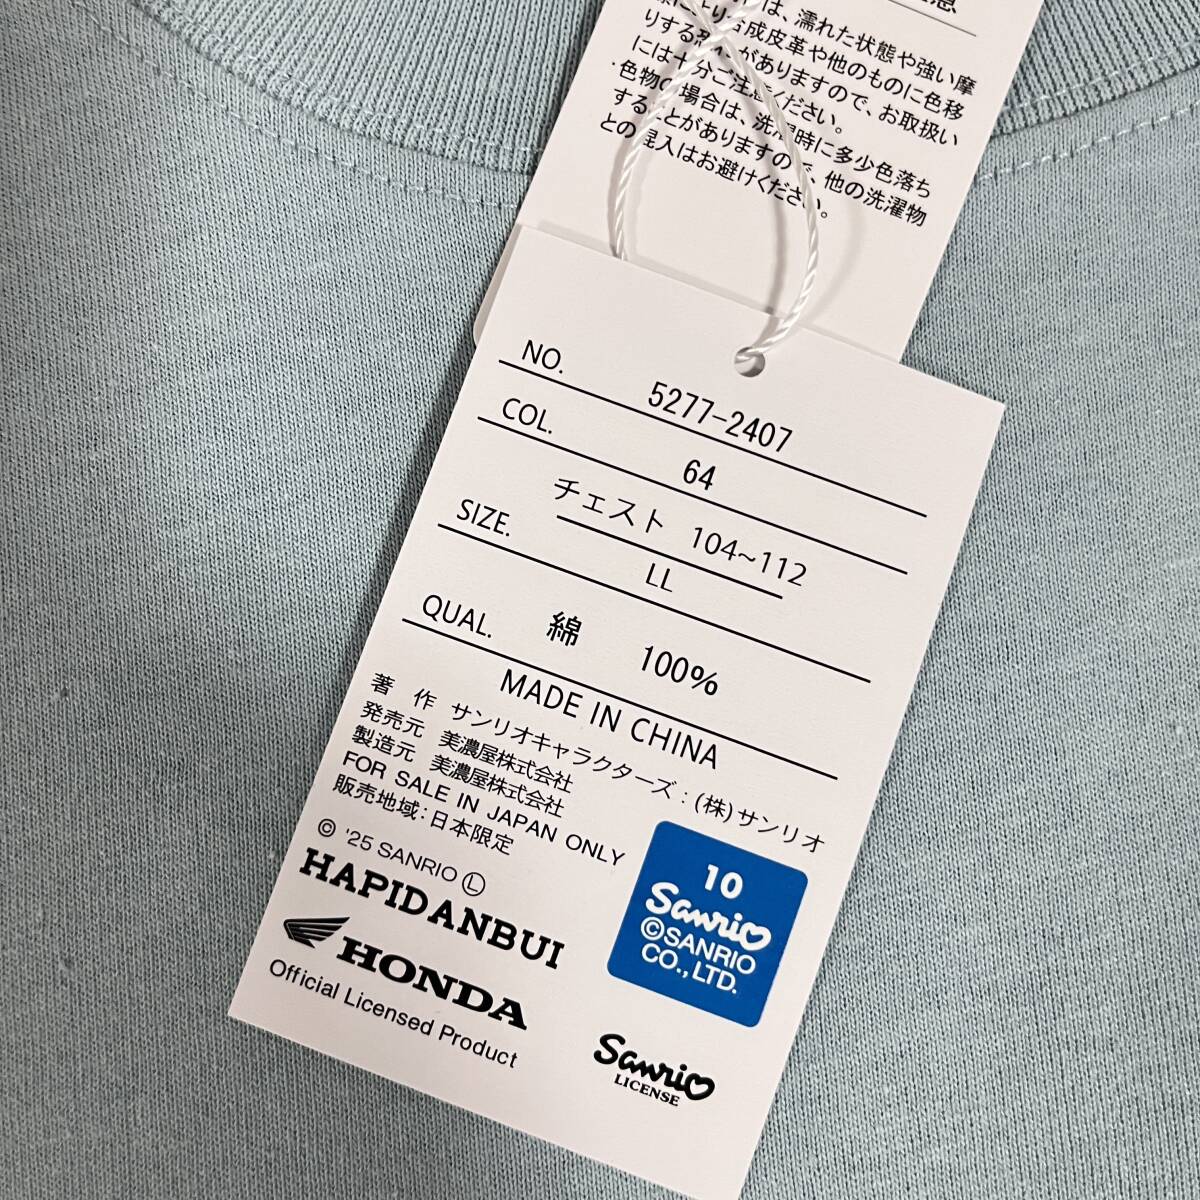 は、濡れた状態や強い摩
成皮革や他のものに色移
りする がありますので、お取扱い
には十分ご注意ください。
・色物の場合は、洗濯時に多少色落ち
することがありますので、他の洗濯物
との混入はお避けください。
NO. 5277-2407
COL. 64
チェスト 104~112
SIZE. LL
QUAL. 綿 100%
MADE IN CHINA
著 作 サンリオキャラクターズ:(株)サンリオ
発売元 美濃屋株式会社
製造元 美濃屋株式会社
FOR SALE IN JAPAN ONLY
販売地域:日本限定
© '25 SANRIO Ⓛ
HAPIDANBUI
HONDA
Official Licensed Product
10
Sanrio
©SANRIO
CO.,LTD.
Sanrio
LICENSE